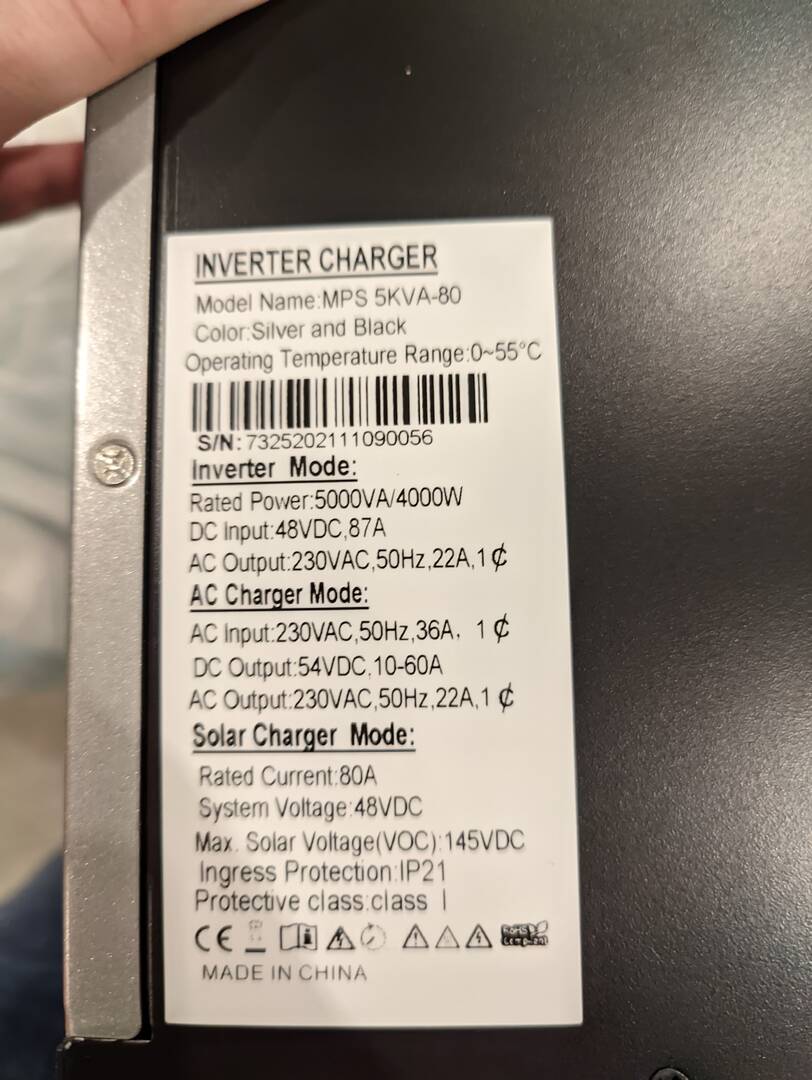 INVERTER CHARGER
Model Name:MPS 5KVA-80
Color:Silver and Black
Operating Temperature Range:0~55°C
S/N: 7325202111090056
Inverter Mode:
Rated Power:5000VA/4000W
DC Input:48VDC,87A
AC Output:230VAC,50Hz,22A,1₵
AC Charger Mode:
AC Input:230VAC,50Hz,36A, 1₵
DC Output:54VDC,10-60A
AC Output:230VAC,50Hz,22A,1₵
Solar Charger Mode:
Rated Current:80A
System Voltage:48VDC
Max. Solar Voltage(VOC):145VDC
Ingress Protection:IP21
Protective class:class I
CE RoHS Compliant
MADE IN CHINA